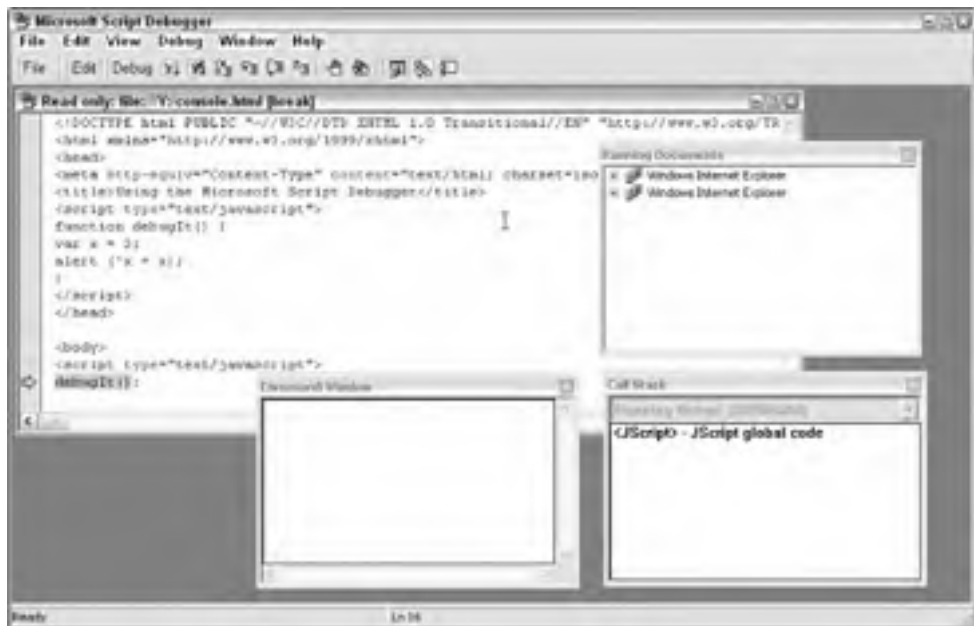 Microsoft Script Debugger
File Edit View Debug Window Help
File Edit Debug
Read only: file://Y:console.html [break]
<!DOCTYPE html PUBLIC "-//W3C//DTD XHTML 1.0 Transitional//EN" "http://www.w3.org/TR
<html xmlns="http://www.w3.org/1999/xhtml">
<head>
<meta http-equiv="Content-Type" content="text/html; charset=iso
<title>Using the Microsoft Script Debugger</title>
<script type="text/javascript">
function debugIt() {
var x = 3;
alert ("x = x);
}
</script>
</head>
<body>
<script type="text/javascript">
debugIt();
Running Documents
Windows Internet Explorer
Windows Internet Explorer
Command Window
Call Stack
<JScript> - JScript global code
Ready
Ln 16